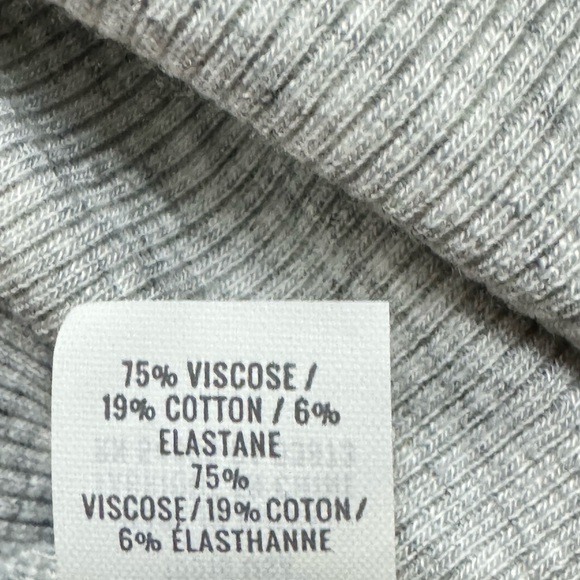 75% VISCOSE /
19% COTTON / 6%
ELASTANE
75%
VISCOSE/19% COTON/
6% ÉLASTHANNE